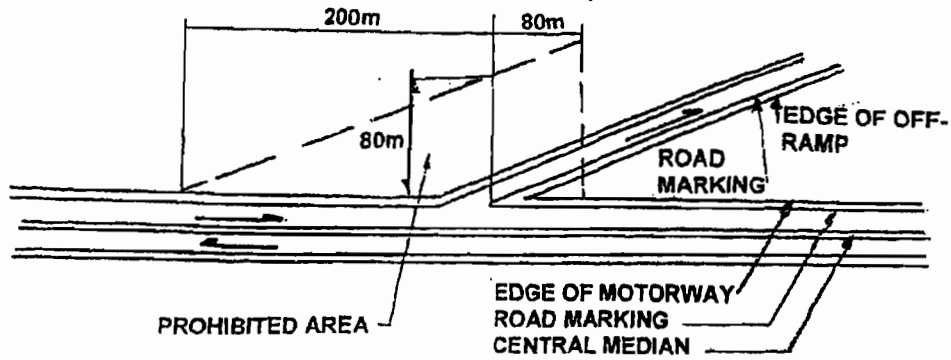 200m
80m
80m
EDGE OF OFF-
RAMP
ROAD
MARKING
EDGE OF MOTORWAY
ROAD MARKING
CENTRAL MEDIAN
PROHIBITED AREA